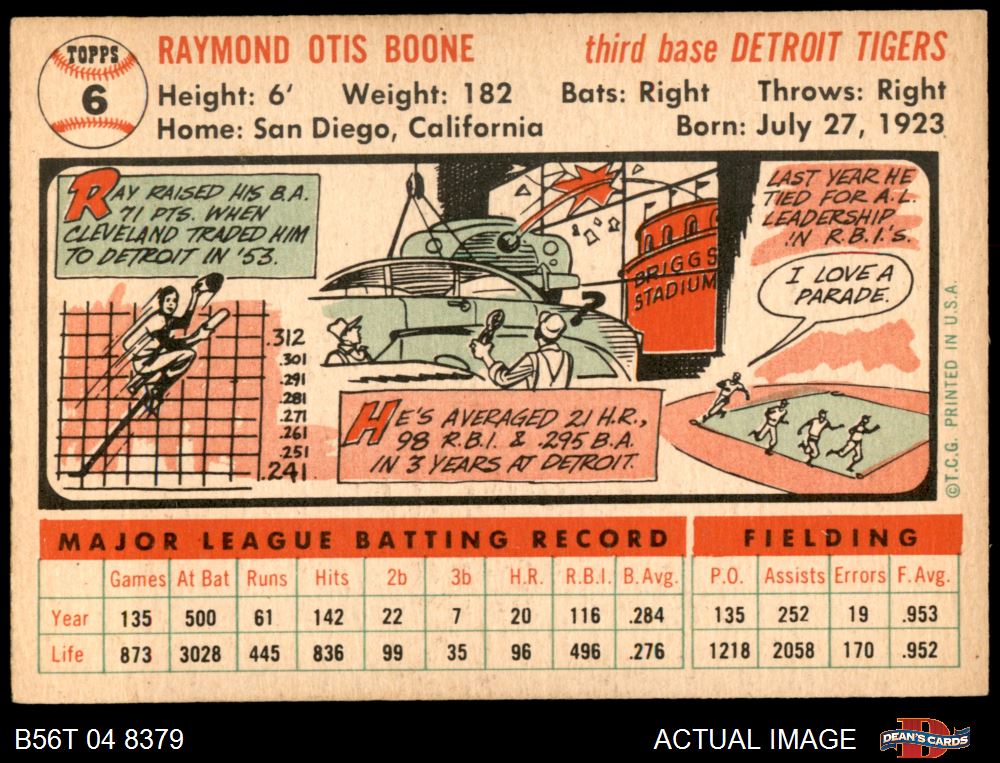 TOPPS
6
RAYMOND OTIS BOONE third base DETROIT TIGERS
Height: 6' Weight: 182 Bats: Right Throws: Right
Home: San Diego, California Born: July 27, 1923
RAY RAISED HIS B.A.
71 PTS. WHEN
CLEVELAND TRADED HIM
TO DETROIT IN '53.
.312
.301
.291
.281
.271
.261
.251
.241
BRIGGS
STADIUM
?
HE'S AVERAGED 21 H.R.,
98 R.B.I. & .295 B.A.
IN 3 YEARS AT DETROIT.
LAST YEAR HE
TIED FOR A.L.
LEADERSHIP
IN R.B.I.'S.
I LOVE A
PARADE.
©T.C.G. PRINTED IN U.S.A.
MAJOR LEAGUE BATTING RECORD FIELDING
Games At Bat Runs Hits 2b 3b H.R. R.B.I. B.Avg. P.O. Assists Errors F.Avg.
Year 135 500 61 142 22 7 20 116 .284 135 252 19 .953
Life 873 3028 445 836 99 35 96 496 .276 1218 2058 170 .952
B56T 04 8379 ACTUAL IMAGE
D
DEAN'S CARDS